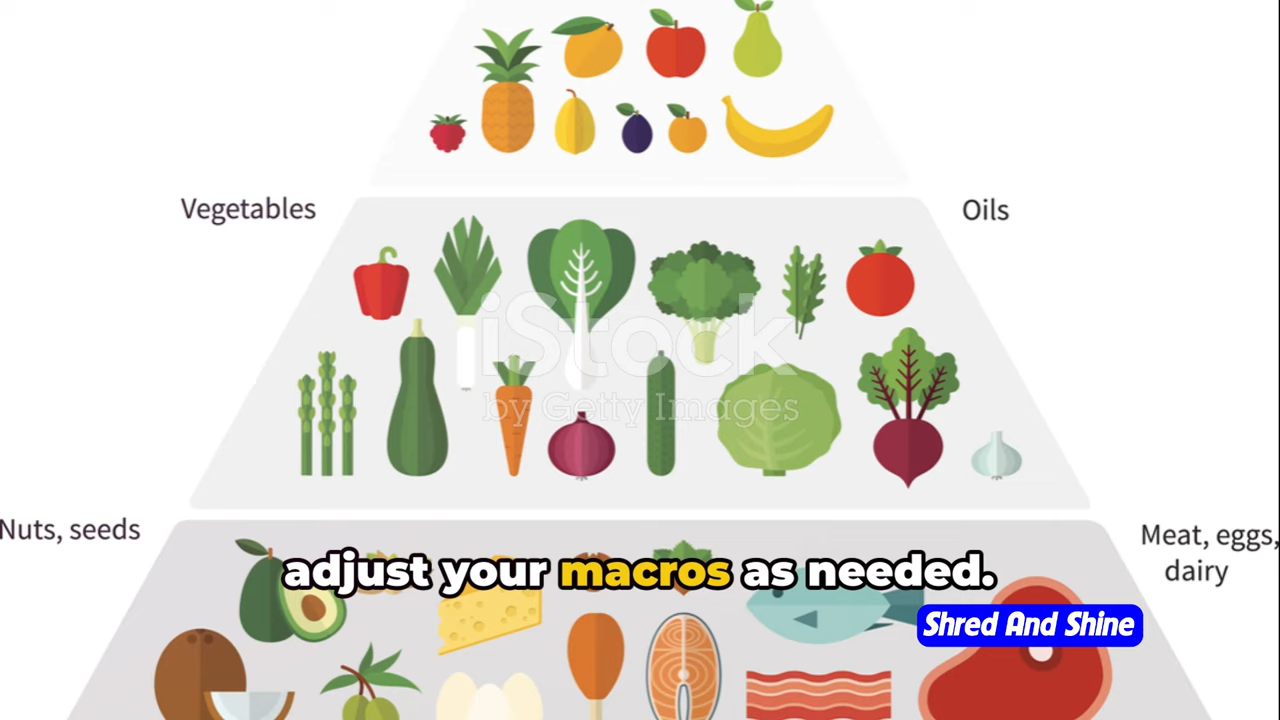 Vegetables
Oils
iStock
by Getty Images
Nuts, seeds
Meat, eggs,
dairy
adjust your macros as needed.
Shred And Shine